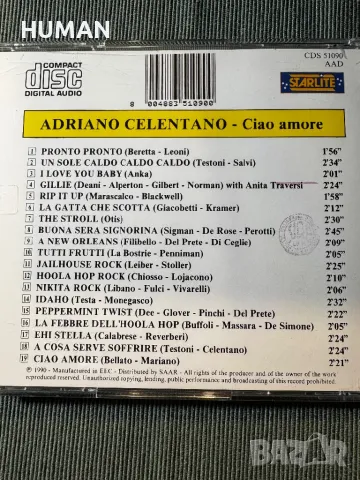 COMPACT
disc
DIGITAL AUDIO
8 004883 510900
CDS 51090
AAD
STARLITE
ADRIANO CELENTANO - Ciao amore
1 PRONTO PRONTO (Beretta - Leoni) 1'56"
2 UN SOLE CALDO CALDO CALDO (Testoni - Salvi) 2'34"
3 I LOVE YOU BABY (Anka) 2'01"
4 GILLIE (Deani - Alperton - Gilbert - Norman) with Anita Traversi 2'24"
5 RIP IT UP (Marascalco - Blackwell) 1'58"
6 LA GATTA CHE SCOTTA (Giacobetti - Kramer) 2'12"
7 THE STROLL (Otis) 2'30"
8 BUONA SERA SIGNORINA (Sigman - De Rose - Perotti) 2'30"
9 A NEW ORLEANS (Filibello - Del Prete - Di Ceglie) 2'09"
10 TUTTI FRUTTI (La Bostrie - Penniman) 2'18"
11 JAILHOUSE ROCK (Leiber - Stoller) 2'25"
12 HOOLA HOP ROCK (Chiosso - Lojacono) 2'10"
13 NIKITA ROCK (Libano - Fulci - Vivarelli) 2'06"
14 IDAHO (Testa - Monegasco) 2'32"
15 PEPPERMINT TWIST (Dee - Glover - Pinchi - Del Prete) 2'02"
16 LA FEBBRE DELL'HOOLA HOP (Buffoli - Massara - De Simone) 2'08"
17 EHI STELLA (Calabrese - Reverberi) 2'24"
18 A COSA SERVE SOFFRIRE (Testoni - Celentano) 2'24"
19 CIAO AMORE (Bellato - Mariano) 2'21"
℗ 1990 - Manufactured in EEC - Distributed by SAAR - All rights of the producer and of the owner of the work
reproduced reserved. Unauthorized copying, lending, public performance and broadcasting of this record prohibited.
bazar.bg